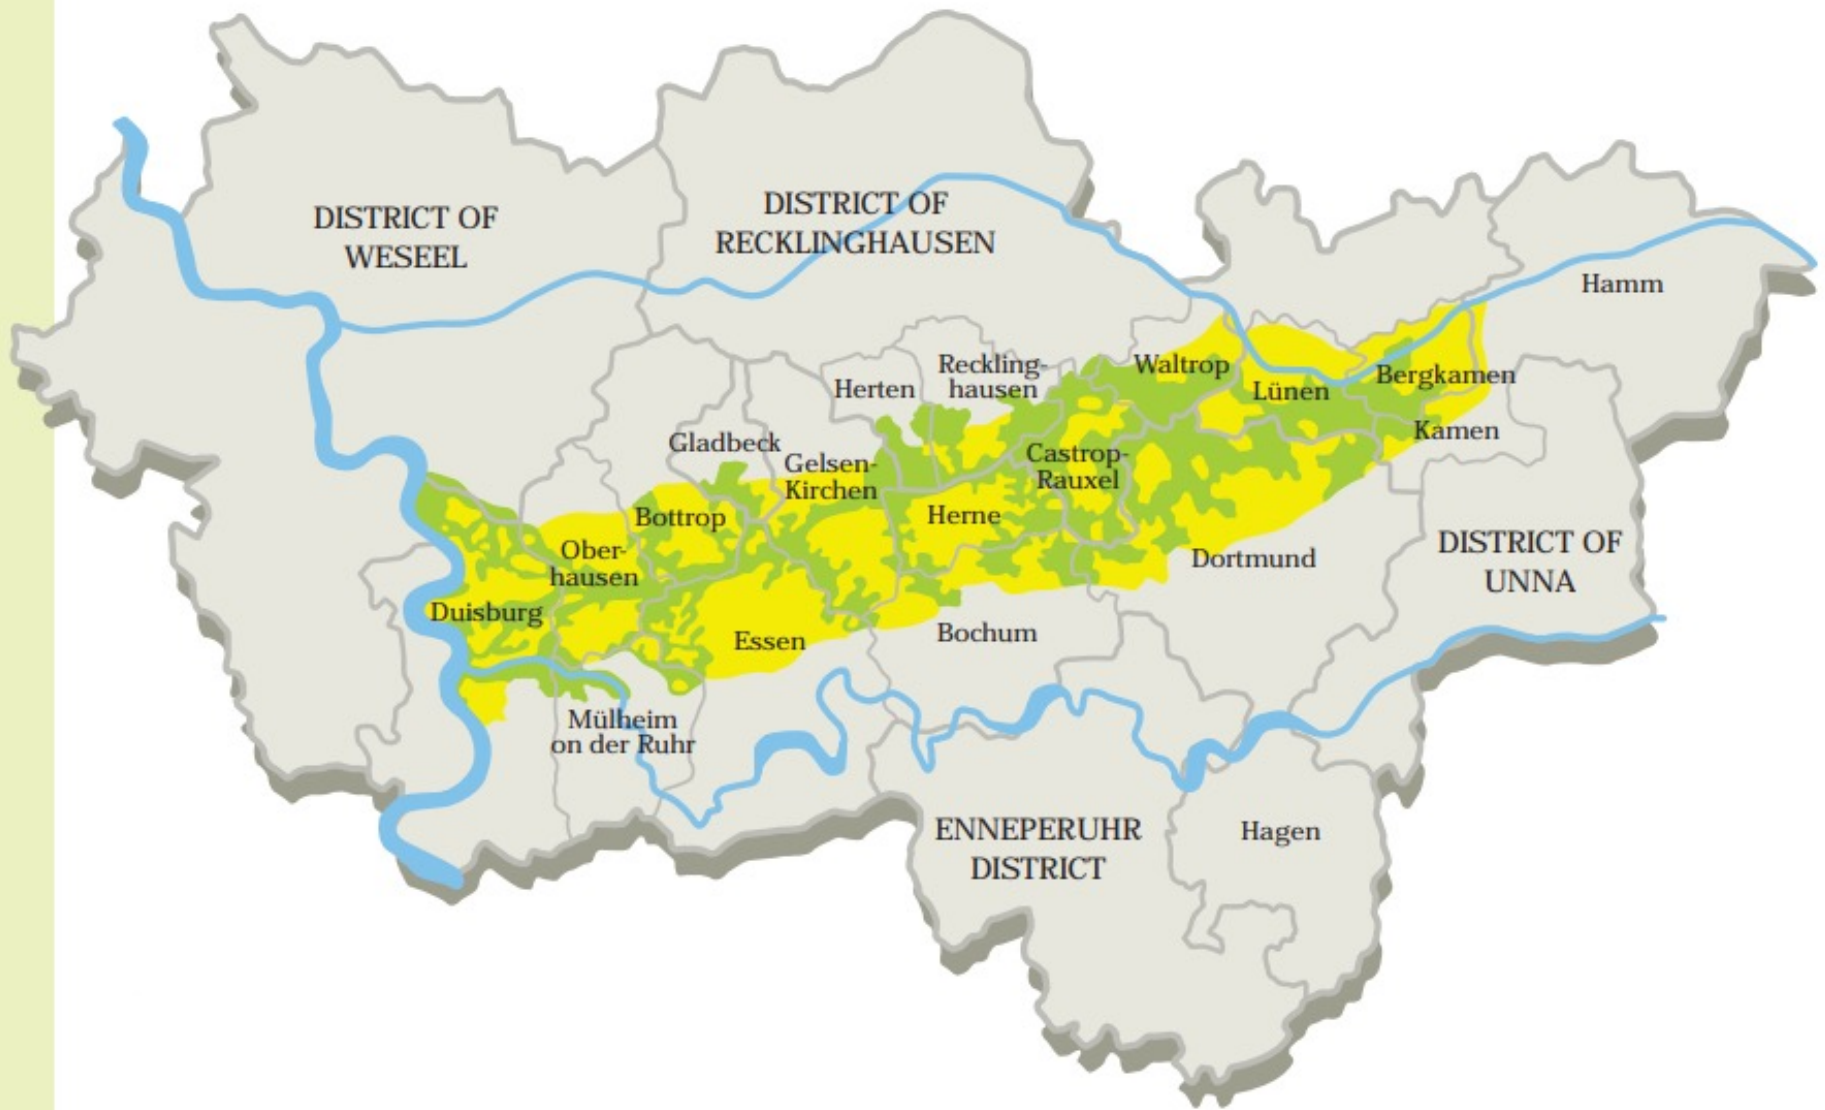 DISTRICT OF
WESEEL
DISTRICT OF
RECKLINGHAUSEN
Hamm
Herten
Reckling-
hausen
Waltrop
Lünen
Bergkamen
Kamen
Gladbeck
Gelsen-
Kirchen
Castrop-
Rauxel
Bottrop
Herne
Ober-
hausen
Dortmund
DISTRICT OF
UNNA
Duisburg
Essen
Bochum
Mülheim
on der Ruhr
ENNEPERUHR
DISTRICT
Hagen